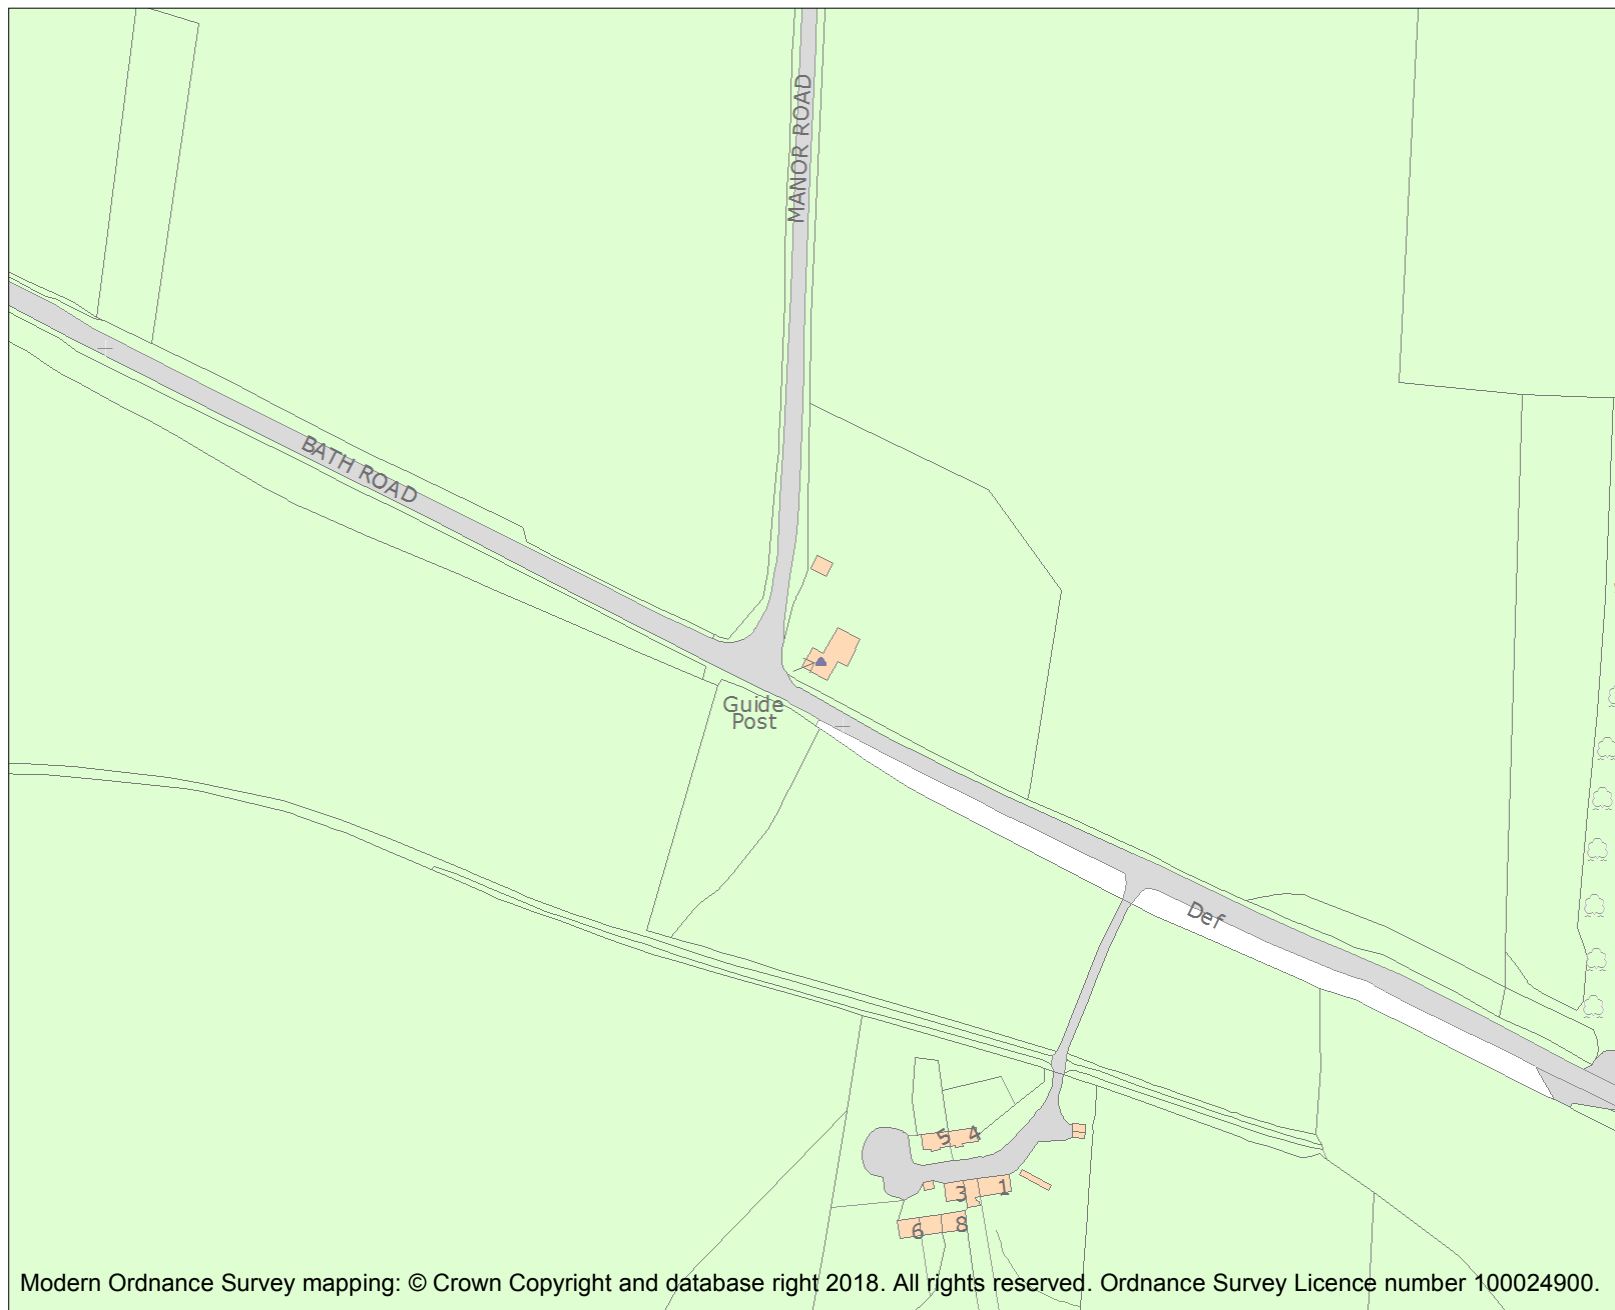 MANOR ROAD
BATH ROAD
Guide
Post
Def
5 4
3 1
6 8
Modern Ordnance Survey mapping: © Crown Copyright and database right 2018. All rights reserved. Ordnance Survey Licence number 100024900.